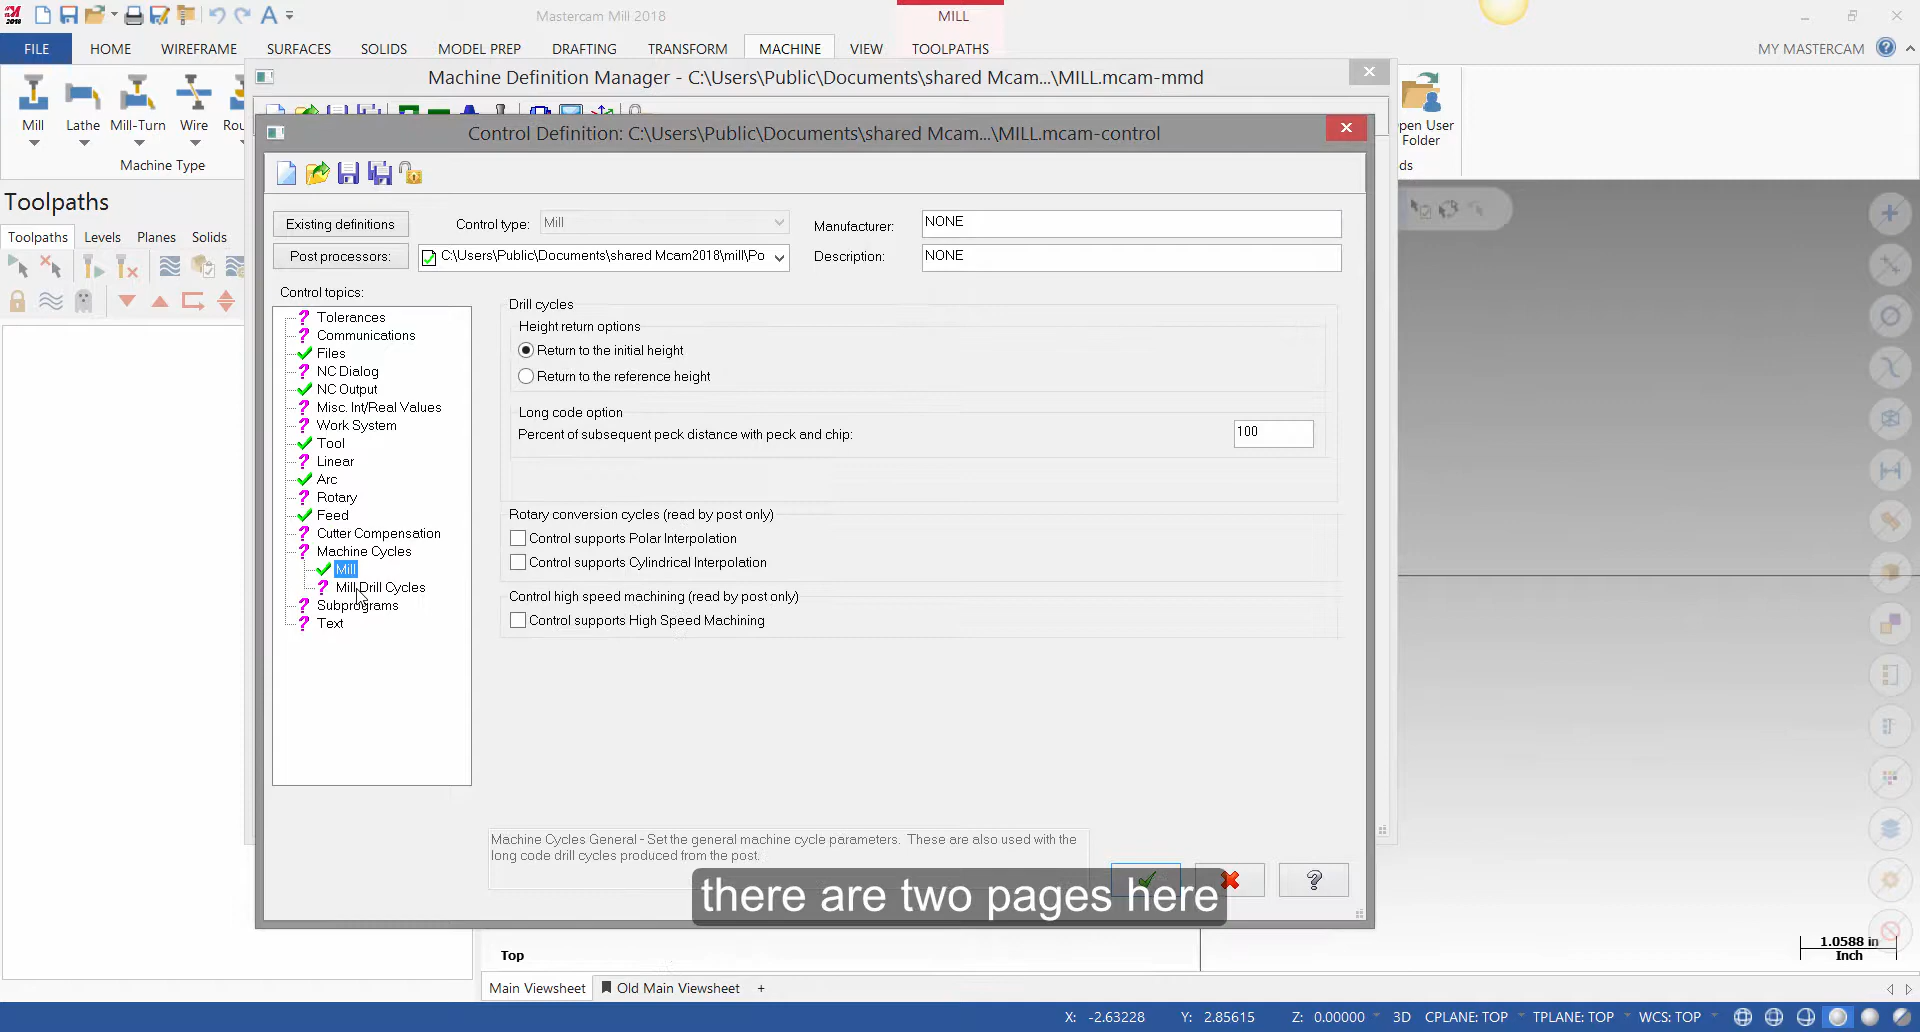 Mastercam Mill 2018
MILL
FILE HOME WIREFRAME SURFACES SOLIDS MODEL PREP DRAFTING TRANSFORM MACHINE VIEW TOOLPATHS MY MASTERCAM
Machine Definition Manager - C:\Users\Public\Documents\shared Mcam...\MILL.mcam-mmd
Mill Lathe Mill-Turn Wire Rou
Machine Type
pen User
Folder
ds
Control Definition: C:\Users\Public\Documents\shared Mcam...\MILL.mcam-control
Toolpaths
Toolpaths Levels Planes Solids
Existing definitions
Control type: Mill
Manufacturer: NONE
Post processors: C:\Users\Public\Documents\shared Mcam2018\mill\Po
Description: NONE
Control topics:
Tolerances
Communications
Files
NC Dialog
NC Output
Misc. Int/Real Values
Work System
Tool
Linear
Arc
Rotary
Feed
Cutter Compensation
Machine Cycles
Mill
Mill Drill Cycles
Subprograms
Text
Drill cycles
Height return options
Return to the initial height
Return to the reference height
Long code option
Percent of subsequent peck distance with peck and chip: 100
Rotary conversion cycles (read by post only)
Control supports Polar Interpolation
Control supports Cylindrical Interpolation
Control high speed machining (read by post only)
Control supports High Speed Machining
Machine Cycles General - Set the general machine cycle parameters. These are also used with the
long code drill cycles produced from the post.
there are two pages here
Top
1.0588 in
Inch
Main Viewsheet Old Main Viewsheet +
X: -2.63228 Y: 2.85615 Z: 0.00000 3D CPLANE: TOP TPLANE: TOP WCS: TOP